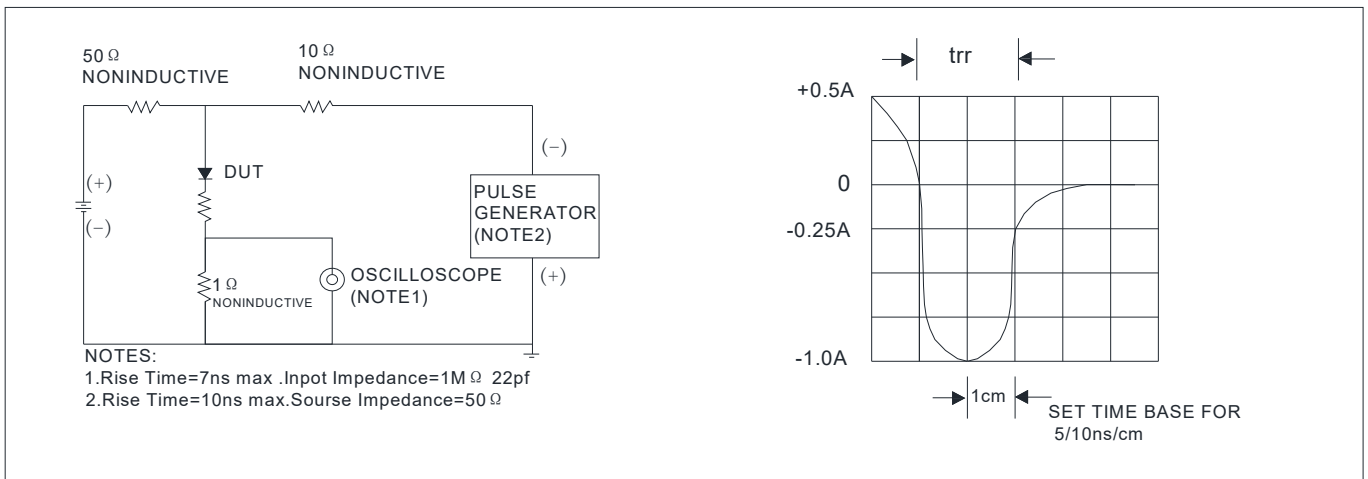 50 Ω
NONINDUCTIVE
10 Ω
NONINDUCTIVE
(+)
(-)
DUT
1 Ω
NONINDUCTIVE
OSCILLOSCOPE
(NOTE1)
(-)
PULSE
GENERATOR
(NOTE2)
(+)
NOTES:
1.Rise Time=7ns max .Inpot Impedance=1M Ω 22pf
2.Rise Time=10ns max.Sourse Impedance=50 Ω
trr
+0.5A
0
-0.25A
-1.0A
1cm
SET TIME BASE FOR
5/10ns/cm